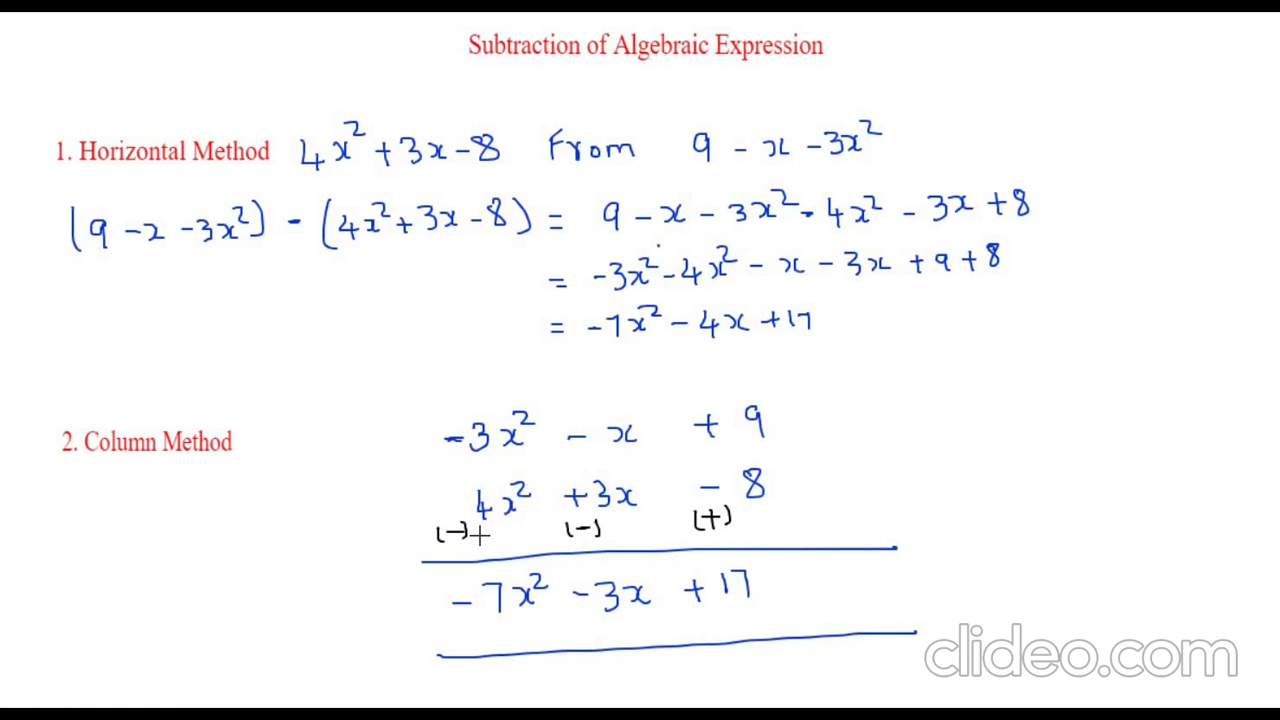 Subtraction of Algebraic Expression
1. Horizontal Method 4x² + 3x - 8 From 9 - x - 3x²
(9 - x - 3x²) - (4x² + 3x - 8) = 9 - x - 3x² - 4x² - 3x + 8
= -3x² - 4x² - x - 3x + 9 + 8
= -7x² - 4x + 17
2. Column Method
-3x² - x + 9
4x² + 3x - 8
(-) (-) (+)
-7x² - 3x + 17
clideo.com